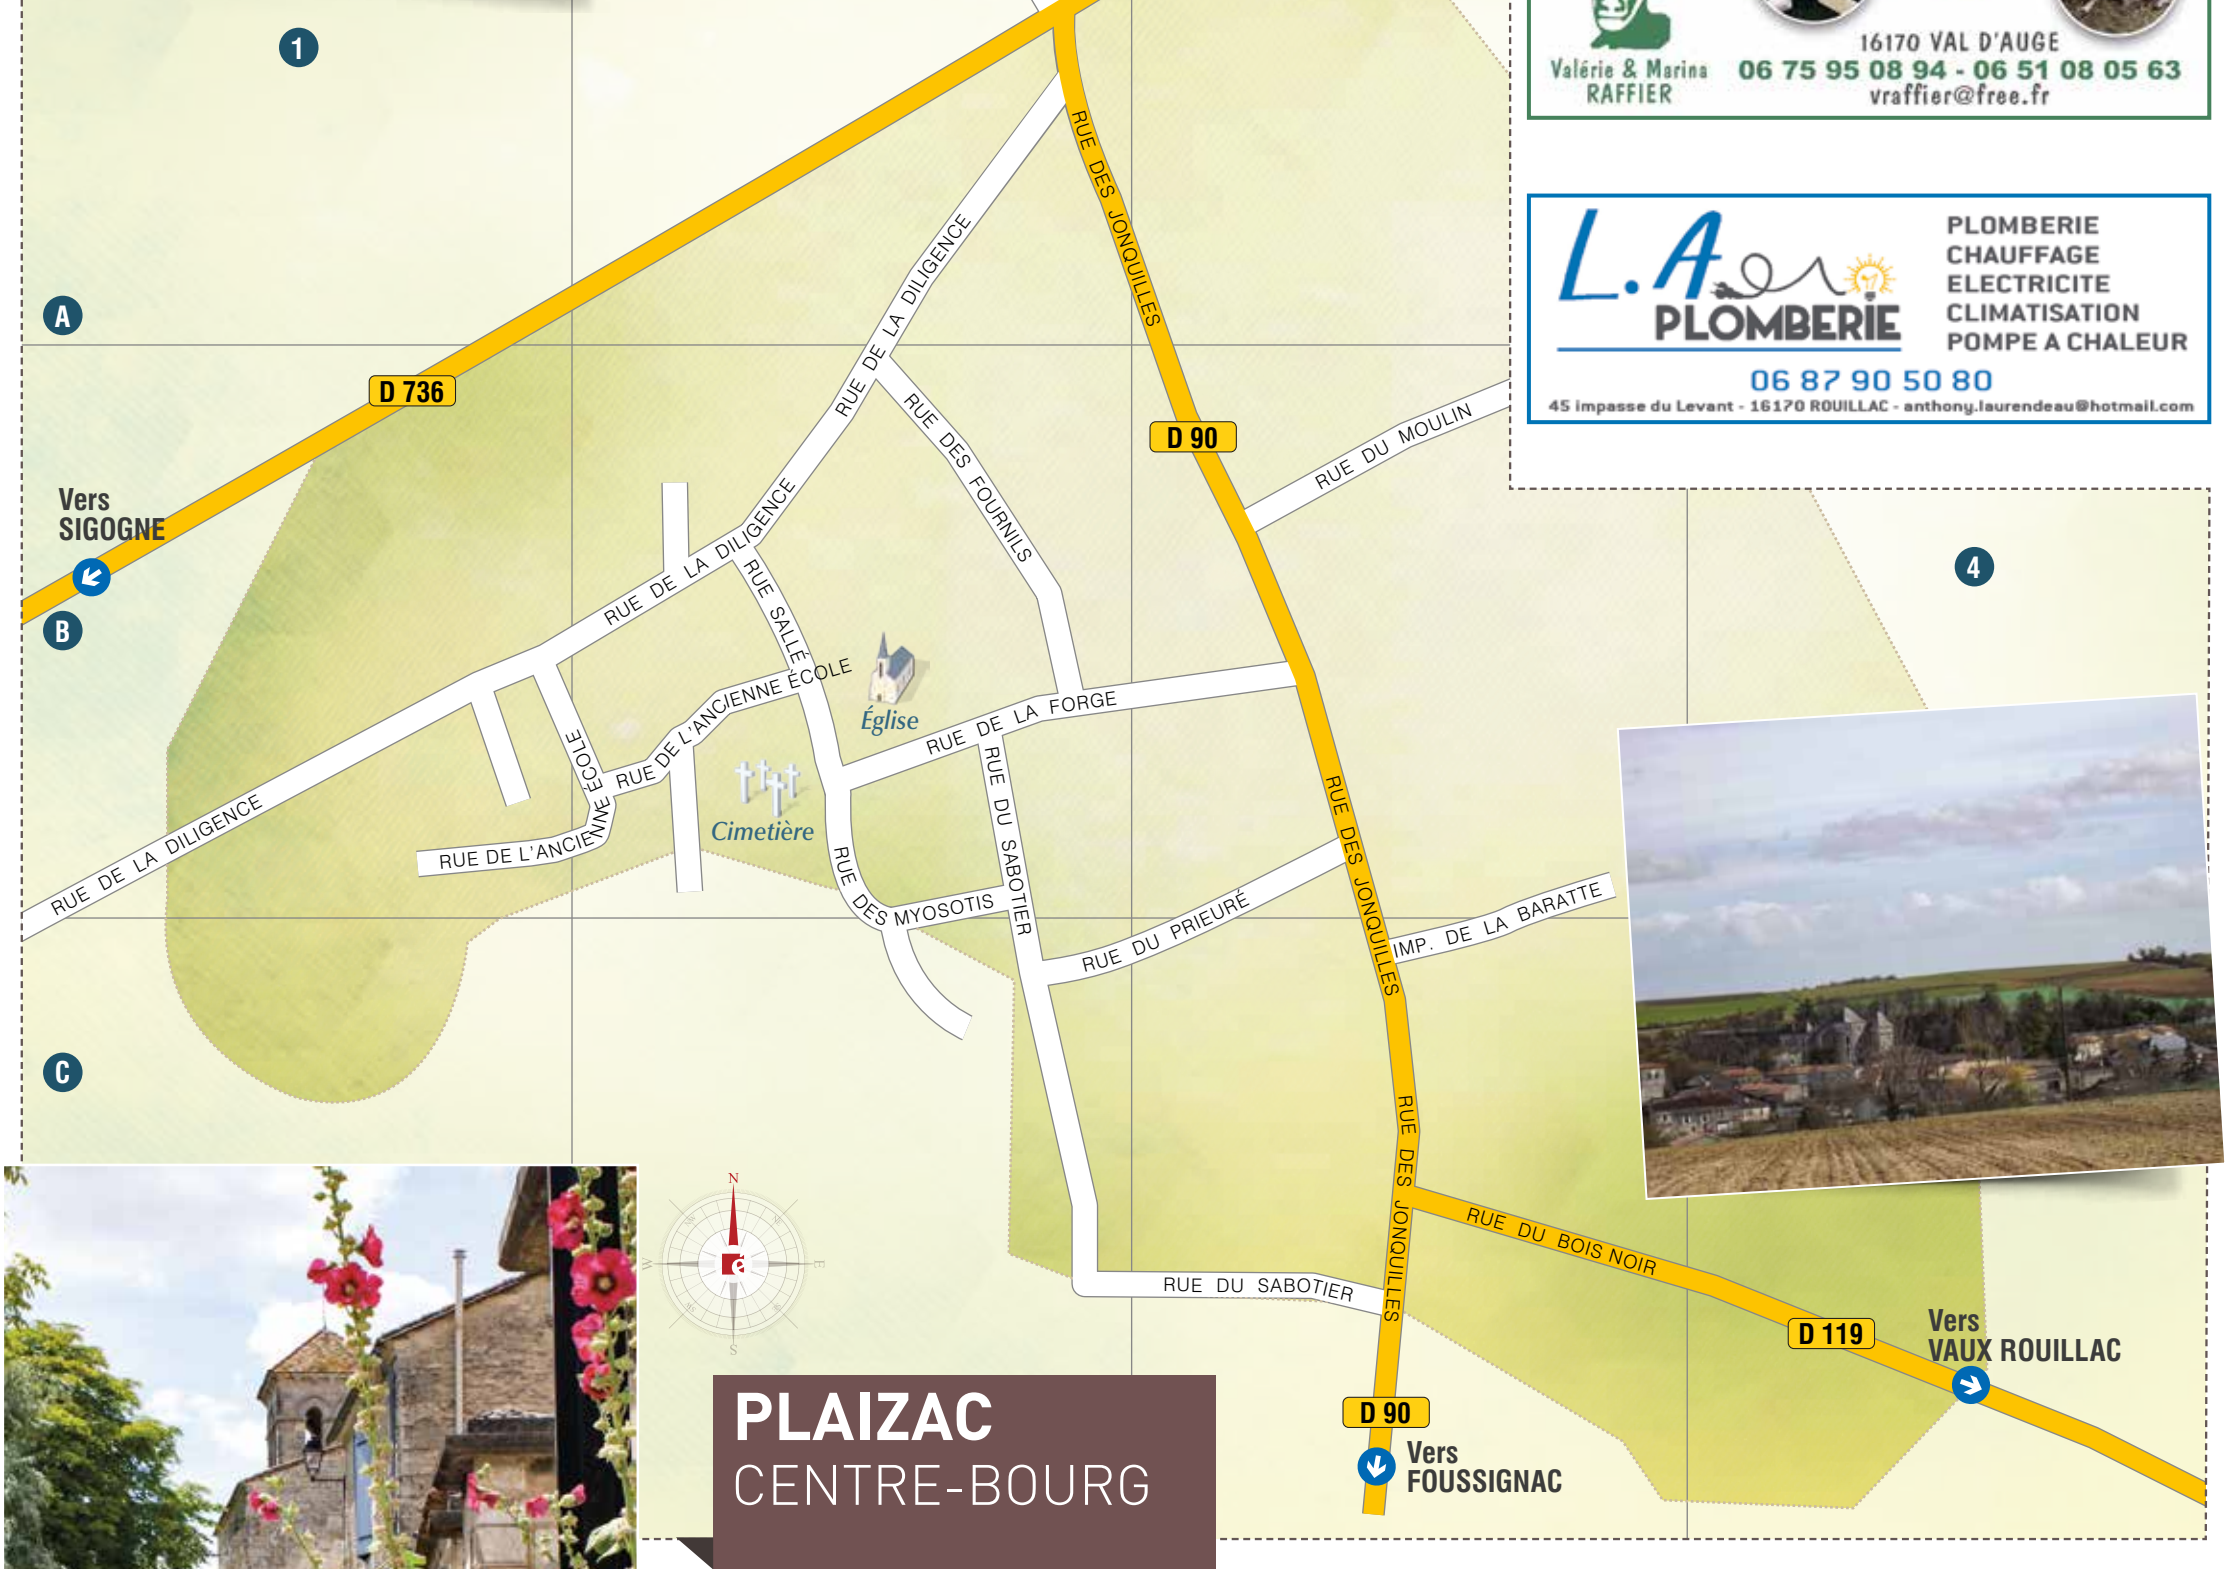 1
A
B
C
4
16170 VAL D'AUGE
Valérie & Marina
RAFFIER
06 75 95 08 94 - 06 51 08 05 63
vraffier@free.fr
L.A
PLOMBERIE
PLOMBERIE
CHAUFFAGE
ELECTRICITE
CLIMATISATION
POMPE A CHALEUR
06 87 90 50 80
45 impasse du Levant - 16170 ROUILLAC - anthony.laurendeau@hotmail.com
D 736
Vers
SIGOGNE
D 90
RUE DES JONQUILLES
RUE DE LA DILIGENCE
RUE DE LA DILIGENCE
RUE DE LA DILIGENCE
RUE DE LA DILIGENCE
RUE DES FOURNILS
RUE DU MOULIN
RUE SALLÉ
RUE DE L'ANCIENNE ÉCOLE
RUE DE L'ANCIENNE ÉCOLE
Église
Cimetière
RUE DE LA FORGE
RUE DU SABOTIER
RUE DES MYOSOTIS
RUE DU PRIEURÉ
RUE DES JONQUILLES
IMP. DE LA BARATTE
RUE DES JONQUILLES
RUE DU BOIS NOIR
RUE DU SABOTIER
D 119
Vers
VAUX ROUILLAC
D 90
Vers
FOUSSIGNAC
N
E
S
W
PLAIZAC
CENTRE-BOURG